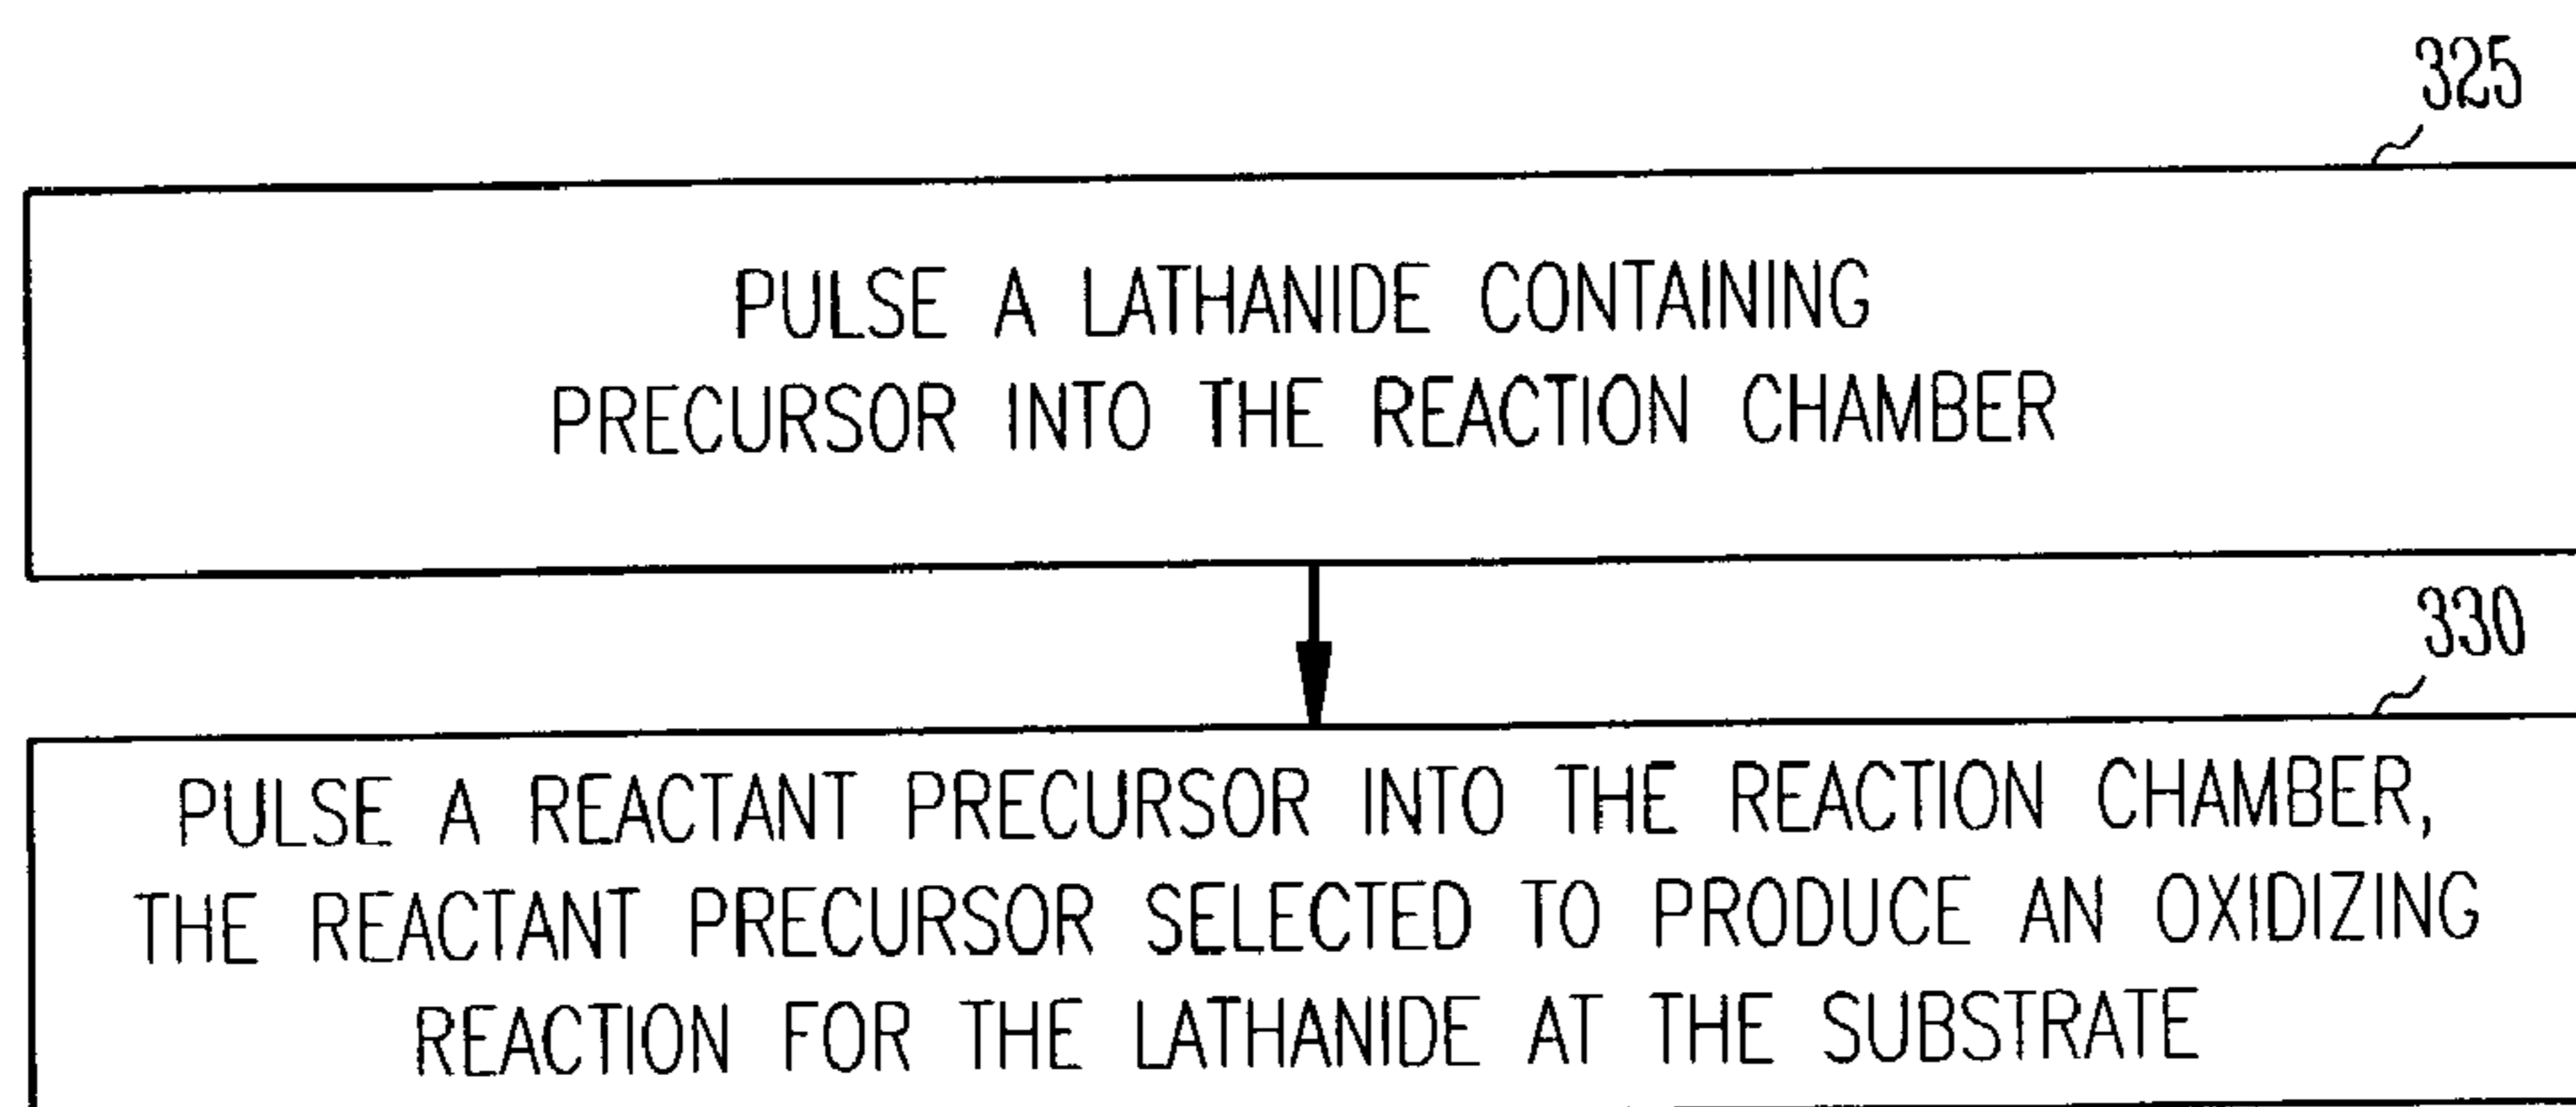 325
PULSE A LATHANIDE CONTAINING
PRECURSOR INTO THE REACTION CHAMBER
330
PULSE A REACTANT PRECURSOR INTO THE REACTION CHAMBER,
THE REACTANT PRECURSOR SELECTED TO PRODUCE AN OXIDIZING
REACTION FOR THE LATHANIDE AT THE SUBSTRATE